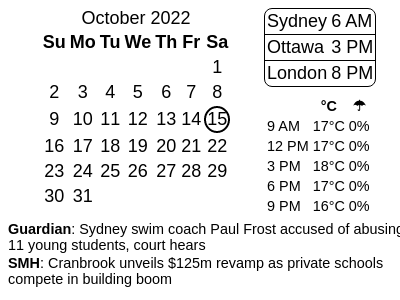 October 2022
Su Mo Tu We Th Fr Sa
1
2 3 4 5 6 7 8
9 10 11 12 13 14 15
16 17 18 19 20 21 22
23 24 25 26 27 28 29
30 31
Sydney 6 AM
Ottawa 3 PM
London 8 PM
°C ☂
9 AM 17°C 0%
12 PM 17°C 0%
3 PM 18°C 0%
6 PM 17°C 0%
9 PM 16°C 0%
Guardian: Sydney swim coach Paul Frost accused of abusing
11 young students, court hears
SMH: Cranbrook unveils $125m revamp as private schools
compete in building boom